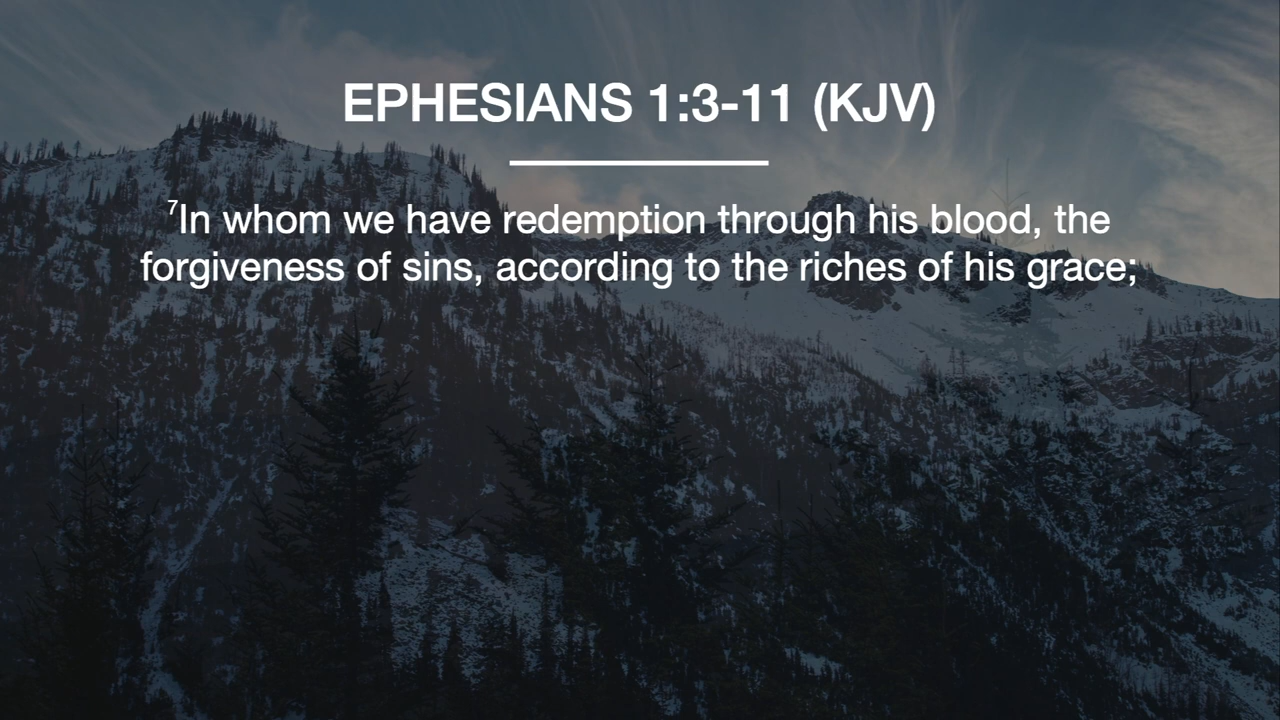 EPHESIANS 1:3-11 (KJV)
⁷In whom we have redemption through his blood, the
forgiveness of sins, according to the riches of his grace;